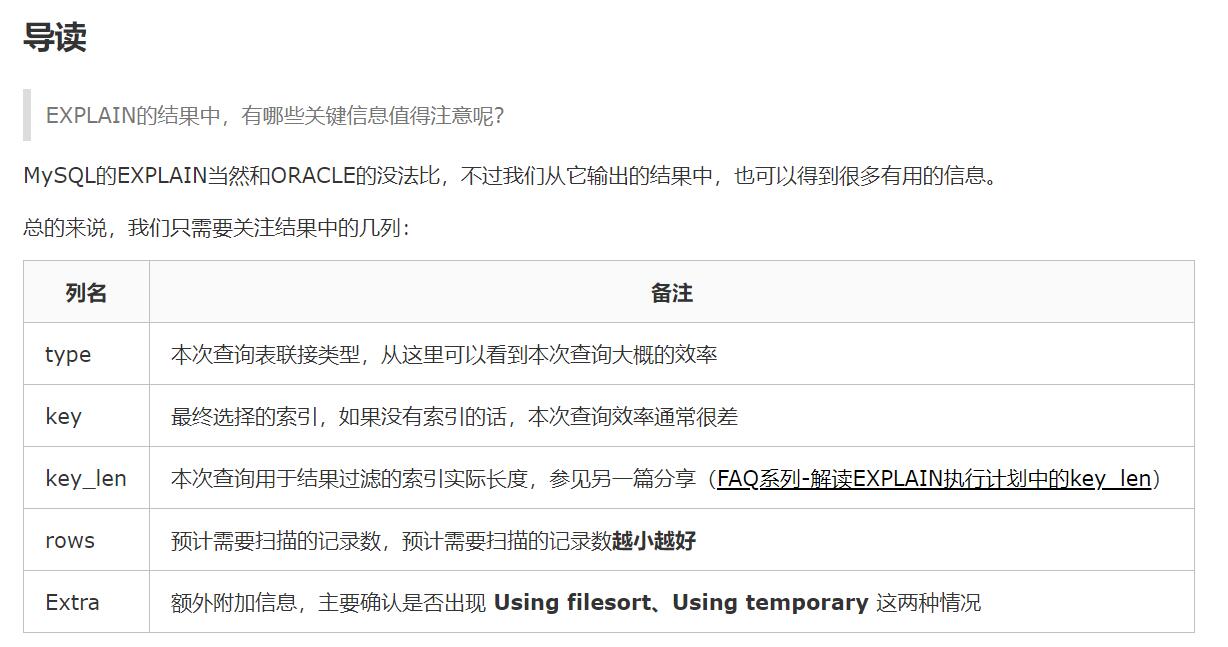 导读
EXPLAIN的结果中，有哪些关键信息值得注意呢？
MySQL的EXPLAIN当然和ORACLE的没法比，不过我们从它输出的结果中，也可以得到很多有用的信息。
总的来说，我们只需要关注结果中的几列：
列名 备注
type 本次查询表联接类型，从这里可以看到本次查询大概的效率
key 最终选择的索引，如果没有索引的话，本次查询效率通常很差
key_len 本次查询用于结果过滤的索引实际长度，参见另一篇分享（FAQ系列-解读EXPLAIN执行计划中的key_len）
rows 预计需要扫描的记录数，预计需要扫描的记录数越小越好
Extra 额外附加信息，主要确认是否出现 Using filesort、Using temporary 这两种情况